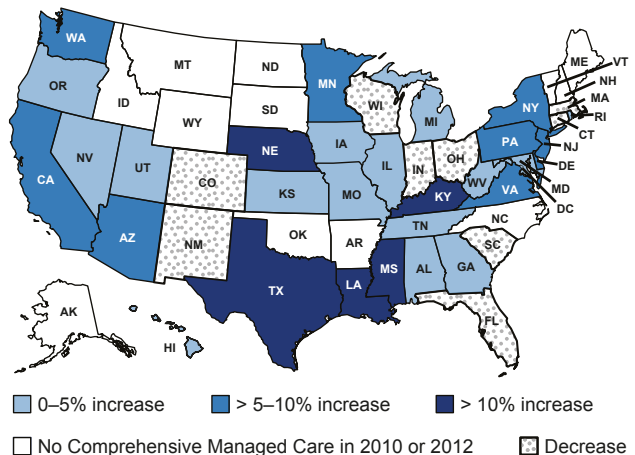 WA
MT
ND
MN
ME
VT
NH
MA
RI
CT
NJ
DE
MD
DC
OR
ID
SD
WI
MI
NY
WY
NE
IA
PA
NV
UT
CO
KS
MO
IL
IN
OH
WV
VA
KY
CA
AZ
NM
OK
AR
TN
NC
SC
TX
LA
MS
AL
GA
FL
AK
HI
0–5% increase
> 5–10% increase
> 10% increase
No Comprehensive Managed Care in 2010 or 2012
Decrease